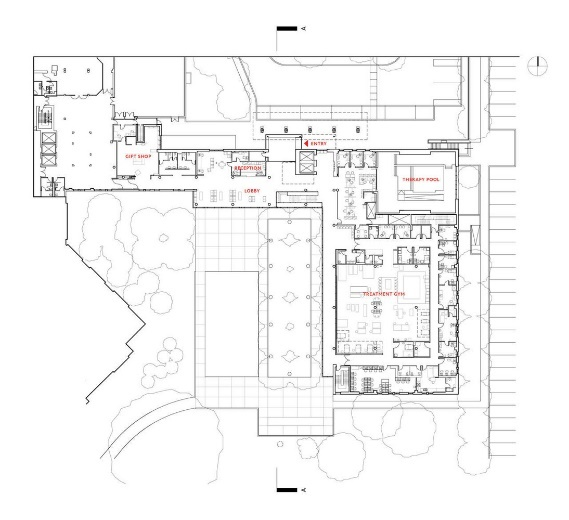 A
ENTRY
GIFT SHOP
RECEPTION
THERAPY POOL
LOBBY
TREATMENT GYM
A